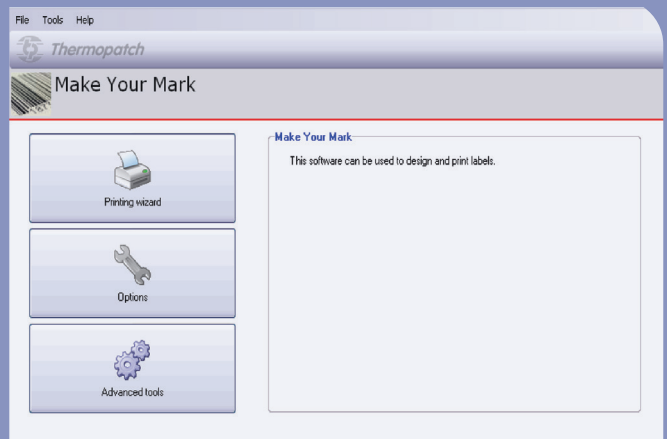 File Tools Help
Thermopatch
Make Your Mark
Printing wizard
Options
Advanced tools
Make Your Mark
This software can be used to design and print labels.